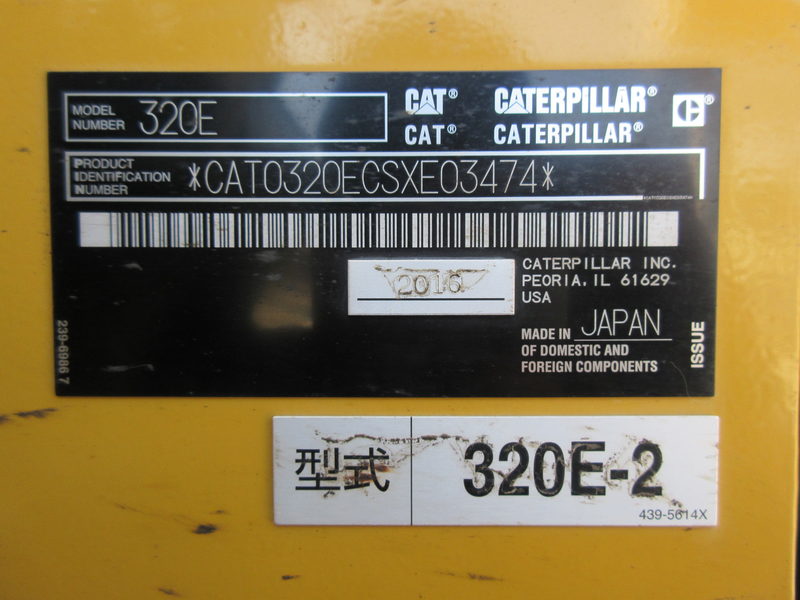 MODEL NUMBER 320E
CAT® CATERPILLAR®
CAT® CATERPILLAR®
PRODUCT IDENTIFICATION NUMBER *CAT0320ECSXE03474*
2016
CATERPILLAR INC.
PEORIA, IL 61629
USA
MADE IN JAPAN
OF DOMESTIC AND
FOREIGN COMPONENTS
ISSUE
239-6986 7
型式 320E-2
439-5614X